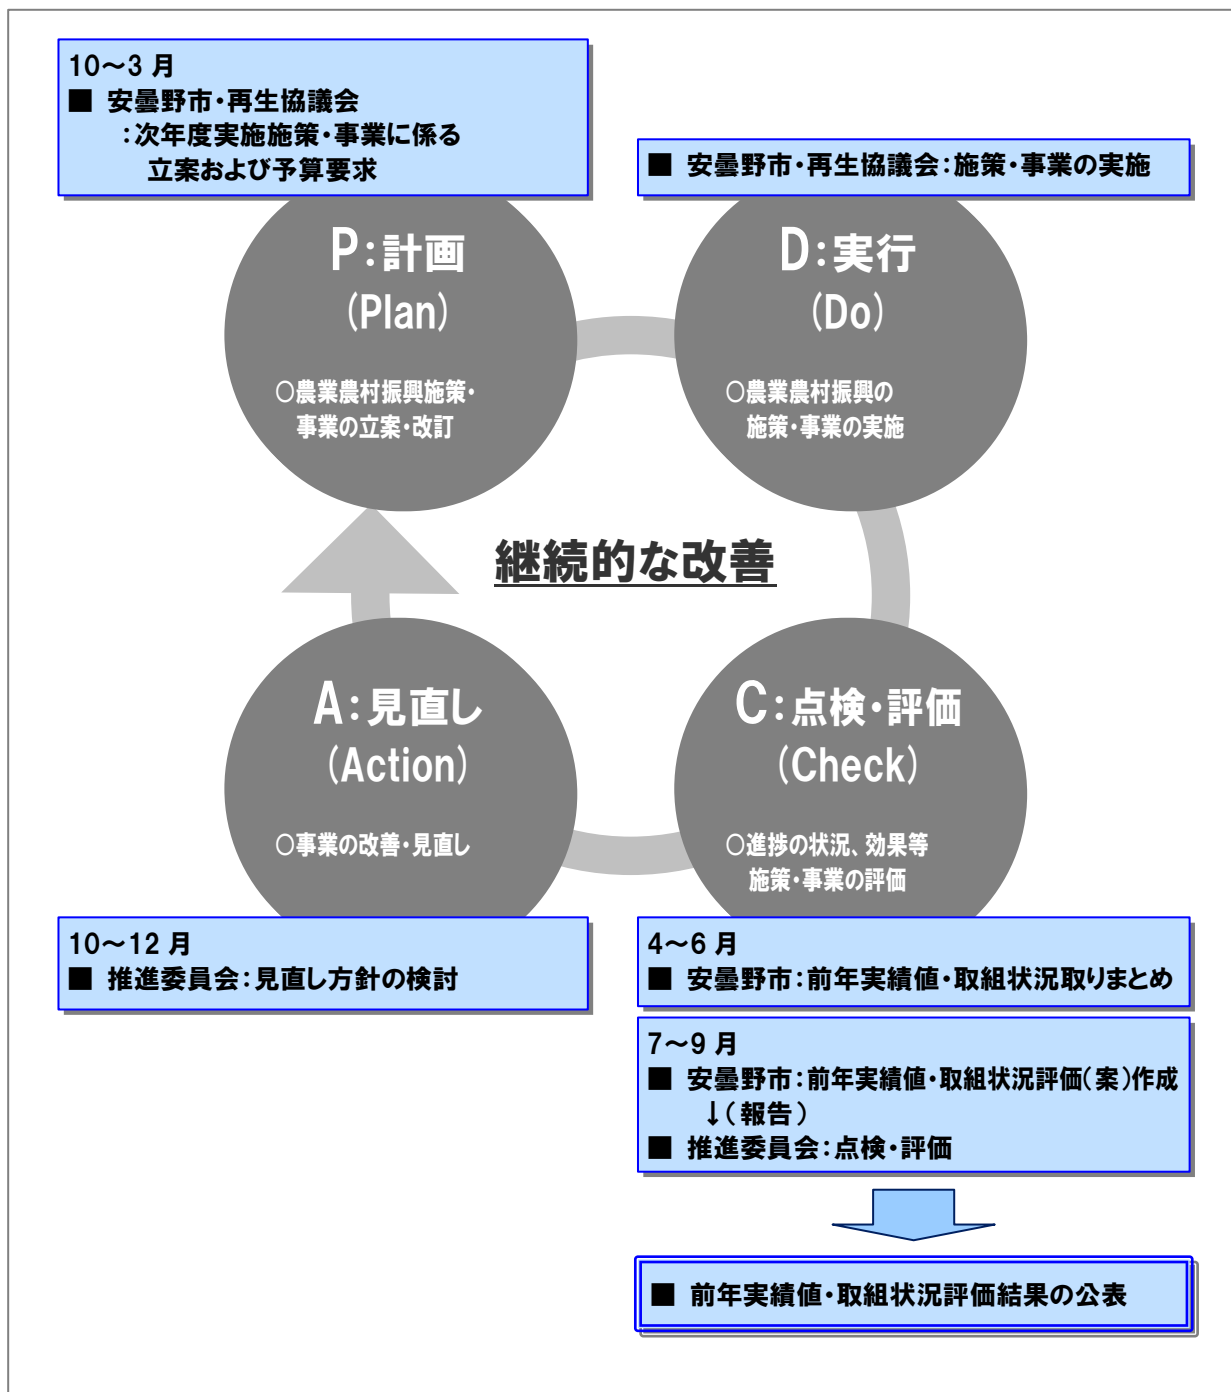 10～3 月
■ 安曇野市・再生協議会
：次年度実施施策・事業に係る
立案および予算要求
■ 安曇野市・再生協議会：施策・事業の実施
P：計画
(Plan)
○農業農村振興施策・
事業の立案・改訂
D：実行
(Do)
○農業農村振興の
施策・事業の実施
継続的な改善
A：見直し
(Action)
○事業の改善・見直し
C：点検・評価
(Check)
○進捗の状況、効果等
施策・事業の評価
10～12 月
■ 推進委員会：見直し方針の検討
4～6 月
■ 安曇野市：前年実績値・取組状況取りまとめ
7～9 月
■ 安曇野市：前年実績値・取組状況評価（案）作成
↓（報告）
■ 推進委員会：点検・評価
■ 前年実績値・取組状況評価結果の公表